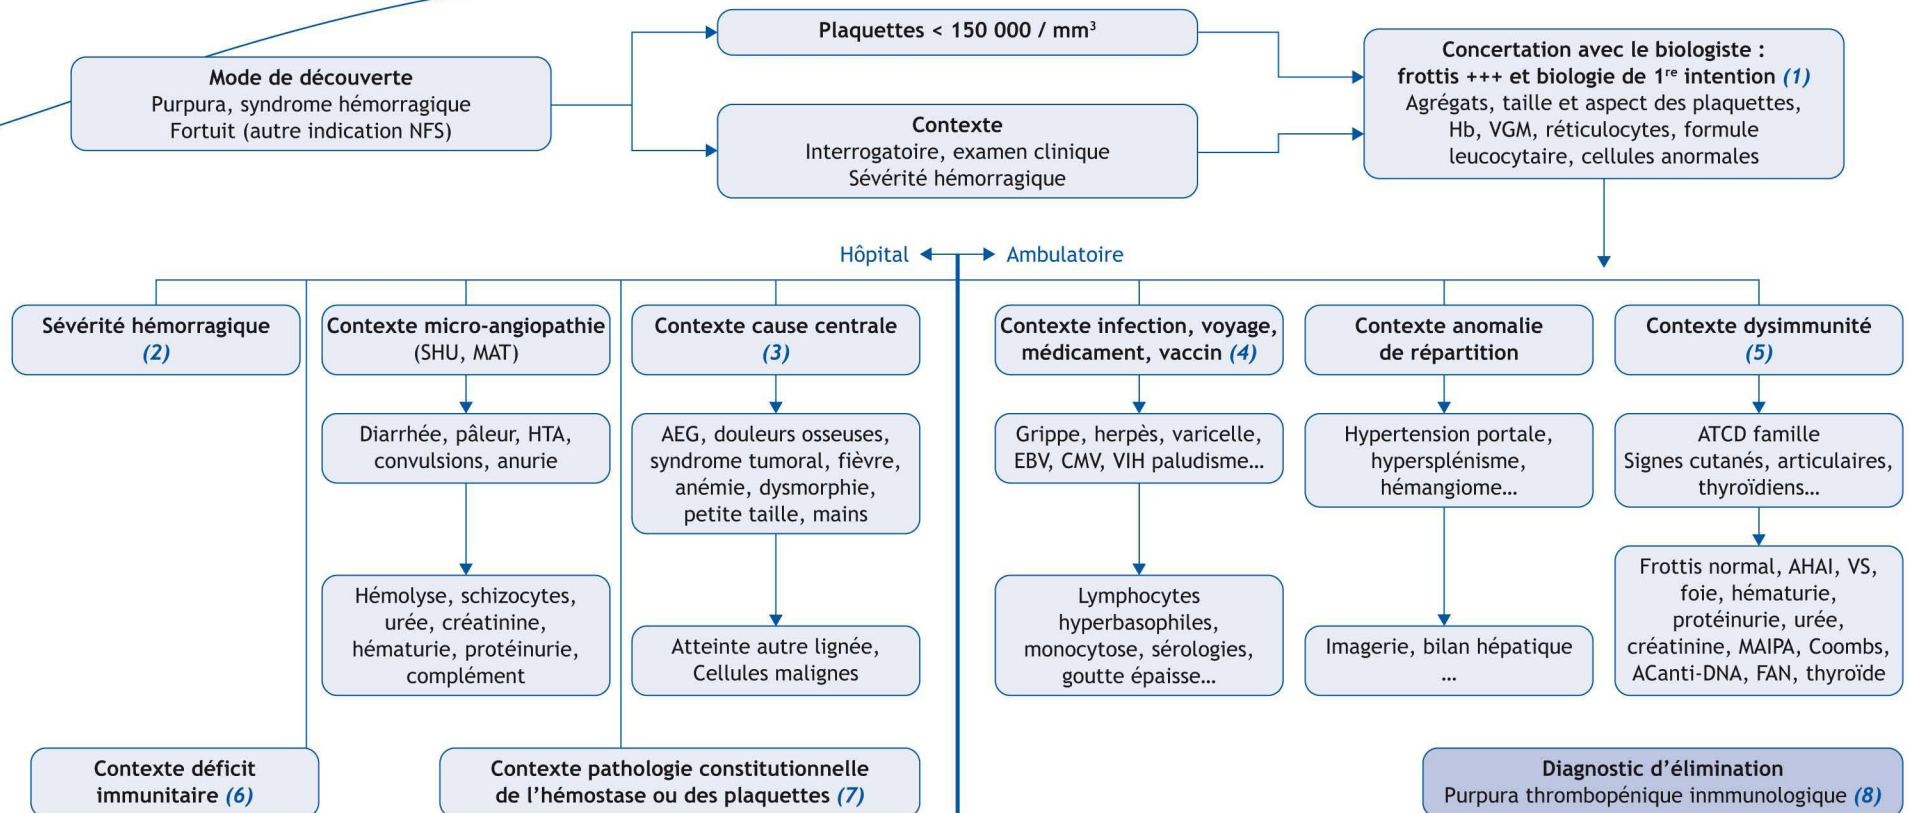 Plaquettes < 150 000 / mm³
Mode de découverte
Purpura, syndrome hémorragique
Fortuit (autre indication NFS)
Contexte
Interrogatoire, examen clinique
Sévérité hémorragique
Concertation avec le biologiste :
frottis +++ et biologie de 1re intention (1)
Agrégats, taille et aspect des plaquettes,
Hb, VGM, réticulocytes, formule
leucocytaire, cellules anormales
Hôpital
Ambulatoire
Sévérité hémorragique
(2)
Contexte micro-angiopathie
(SHU, MAT)
Diarrhée, pâleur, HTA,
convulsions, anurie
Hémolyse, schizocytes,
urée, créatinine,
hématurie, protéinurie,
complément
Contexte cause centrale
(3)
AEG, douleurs osseuses,
syndrome tumoral, fièvre,
anémie, dysmorphie,
petite taille, mains
Atteinte autre lignée,
Cellules malignes
Contexte infection, voyage,
médicament, vaccin (4)
Grippe, herpès, varicelle,
EBV, CMV, VIH paludisme…
Lymphocytes
hyperbasophiles,
monocytose, sérologies,
goutte épaisse…
Contexte anomalie
de répartition
Hypertension portale,
hypersplénisme,
hémangiome…
Imagerie, bilan hépatique
…
Contexte dysimmunité
(5)
ATCD famille
Signes cutanés, articulaires,
thyroïdiens…
Frottis normal, AHAI, VS,
foie, hématurie,
protéinurie, urée,
créatinine, MAIPA, Coombs,
ACanti-DNA, FAN, thyroïde
Contexte déficit
immunitaire (6)
Contexte pathologie constitutionnelle
de l’hémostase ou des plaquettes (7)
Diagnostic d’élimination
Purpura thrombopénique inmmunologique (8)